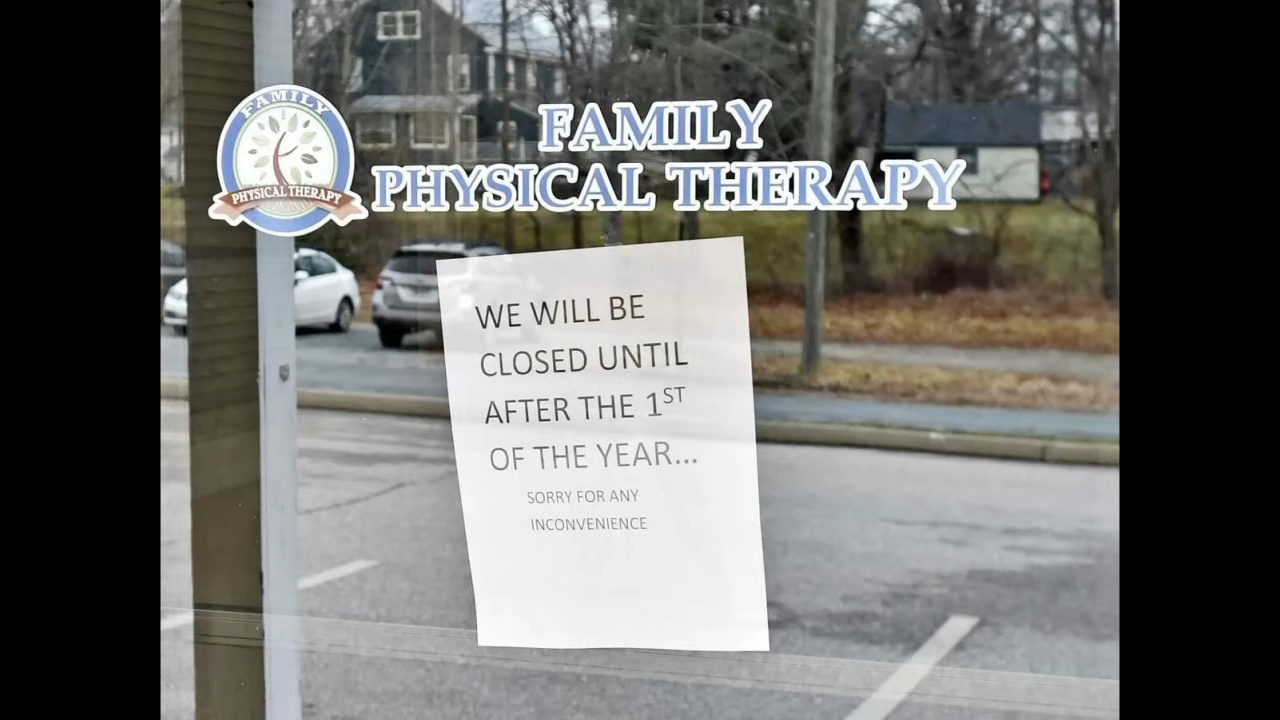 FAMILY
PHYSICAL THERAPY
FAMILY
PHYSICAL THERAPY
WE WILL BE
CLOSED UNTIL
AFTER THE 1ST
OF THE YEAR...
SORRY FOR ANY
INCONVENIENCE